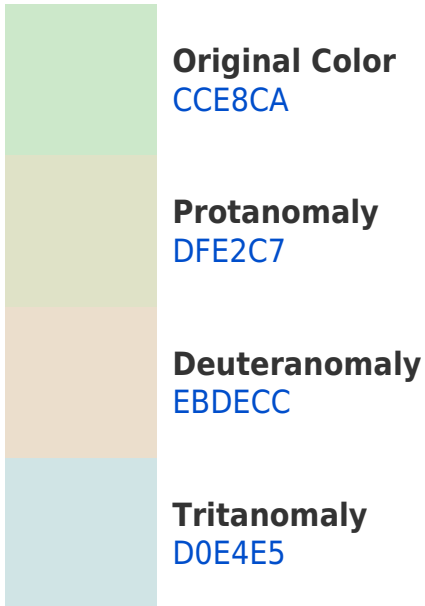 Original Color
CCE8CA
Protanomaly
DFE2C7
Deuteranomaly
EBDECC
Tritanomaly
D0E4E5